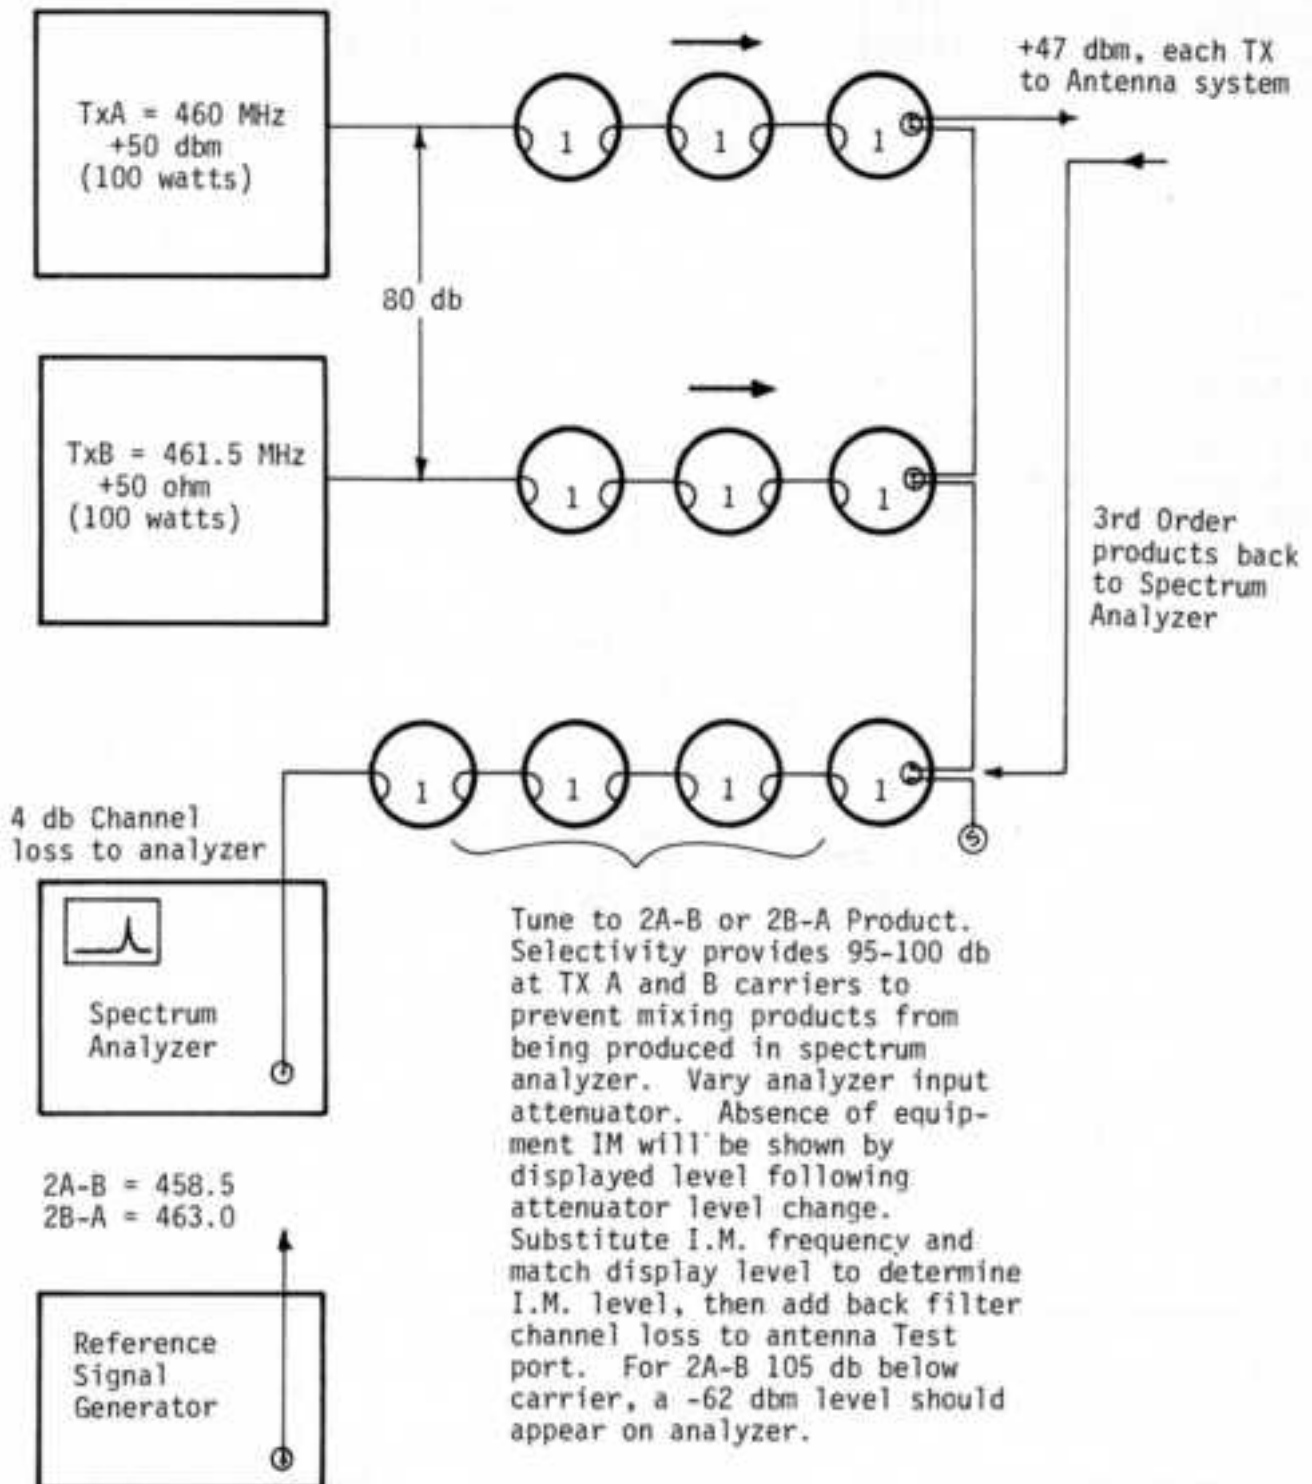 TxA = 460 MHz
+50 dbm
(100 watts)
80 db
+47 dbm, each TX
to Antenna system
1
1
1
TxB = 461.5 MHz
+50 ohm
(100 watts)
1
1
1
3rd Order
products back
to Spectrum
Analyzer
1
1
1
1
S
4 db Channel
loss to analyzer
Spectrum
Analyzer
2A-B = 458.5
2B-A = 463.0
Reference
Signal
Generator
Tune to 2A-B or 2B-A Product.
Selectivity provides 95-100 db
at TX A and B carriers to
prevent mixing products from
being produced in spectrum
analyzer. Vary analyzer input
attenuator. Absence of equip-
ment IM will be shown by
displayed level following
attenuator level change.
Substitute I.M. frequency and
match display level to determine
I.M. level, then add back filter
channel loss to antenna Test
port. For 2A-B 105 db below
carrier, a -62 dbm level should
appear on analyzer.